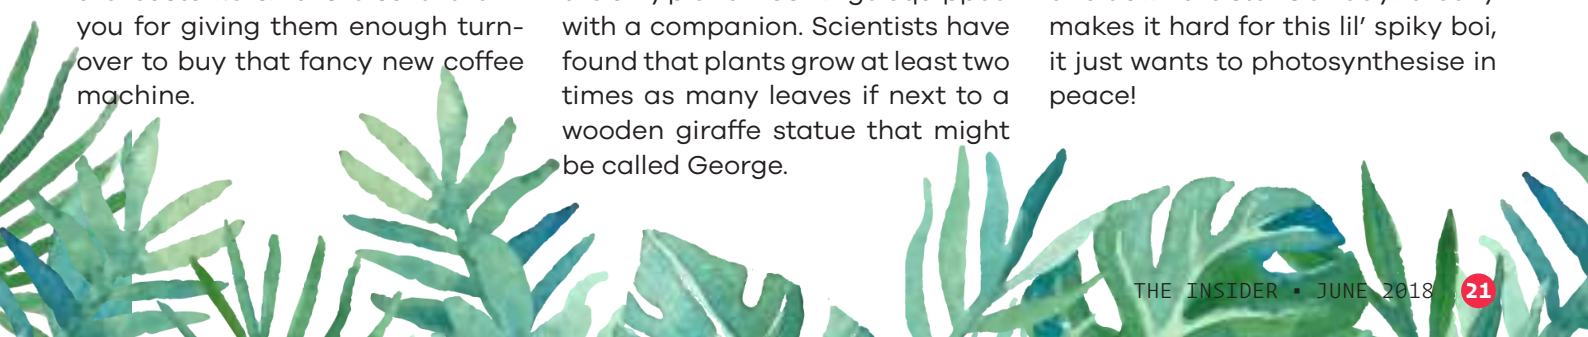 you for giving them enough turn-
over to buy that fancy new coffee
machine.
with a companion. Scientists have
found that plants grow at least two
times as many leaves if next to a
wooden giraffe statue that might
be called George.
makes it hard for this lil’ spiky boi,
it just wants to photosynthesise in
peace!
THE INSIDER ▪ JUNE 2018 21